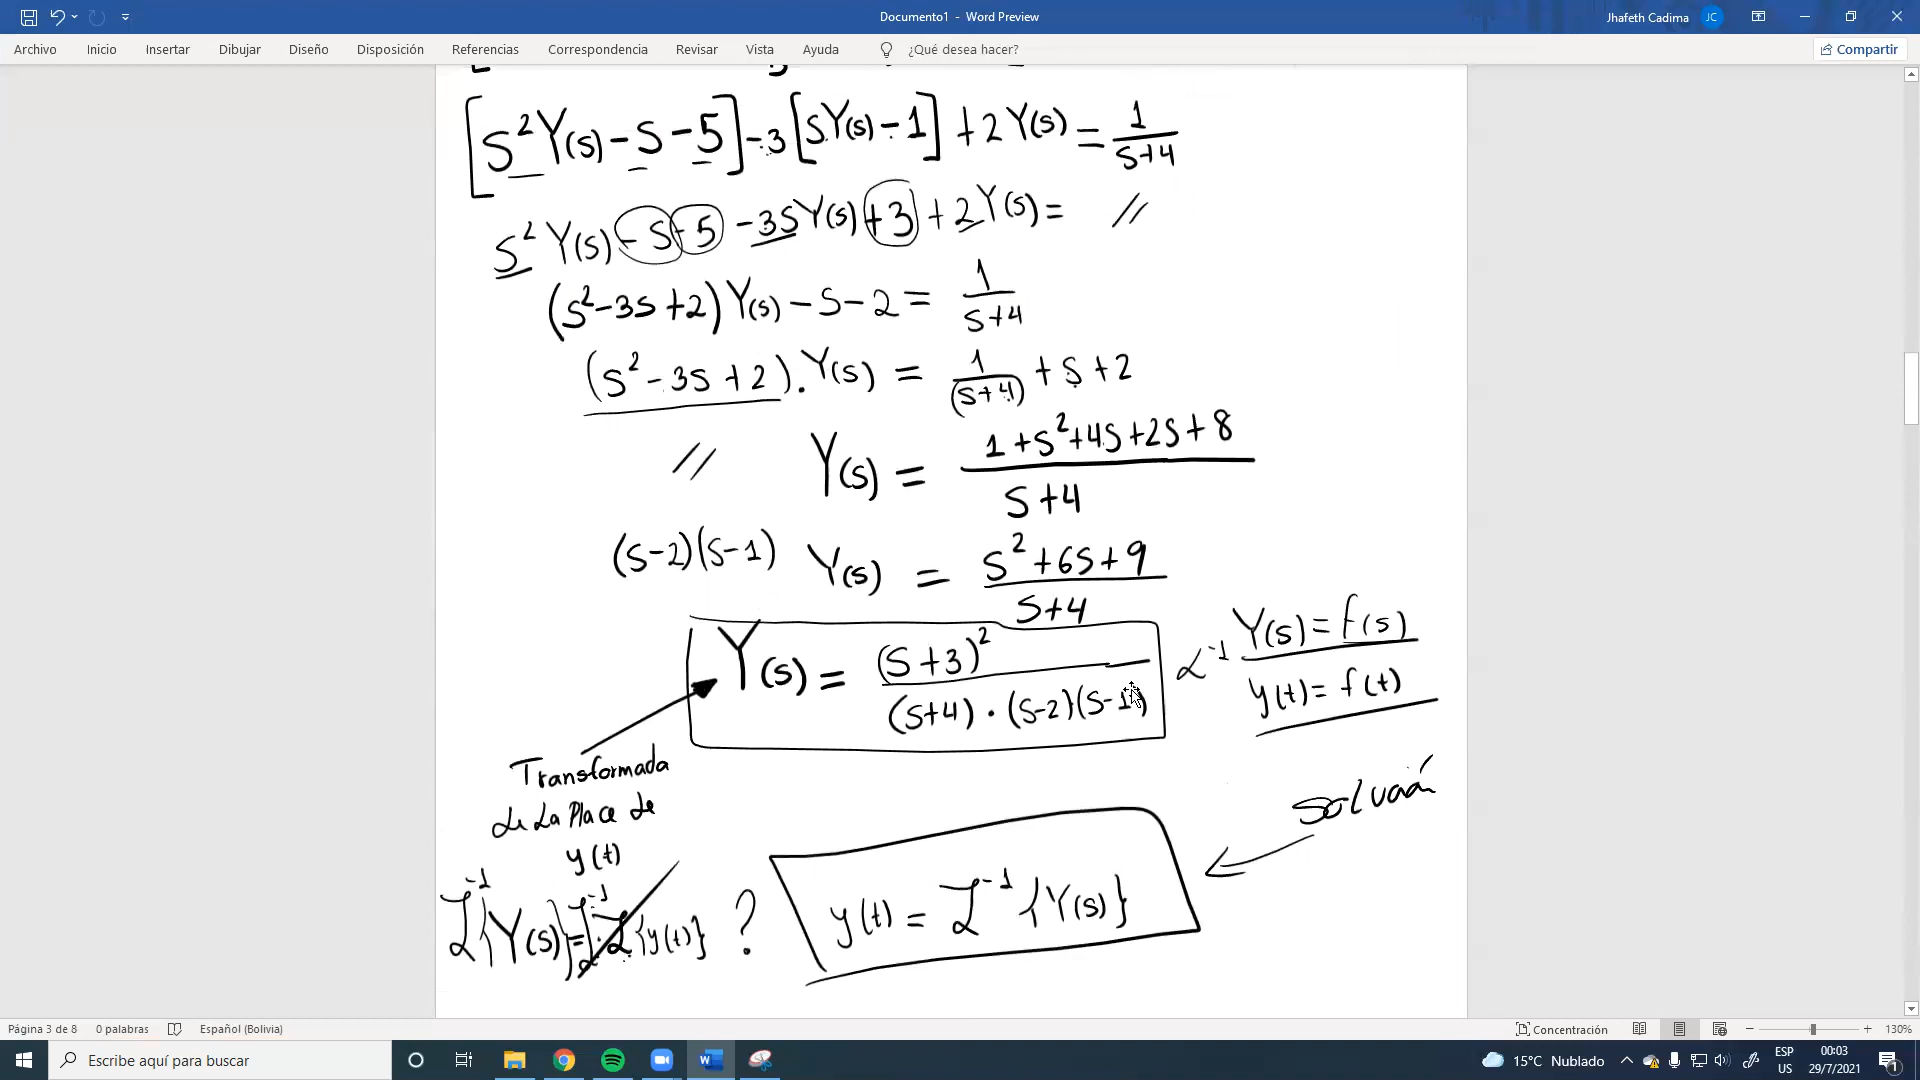 Documento1 - Word Preview
Jhafeth Cadima JC
Archivo Inicio Insertar Dibujar Diseño Disposición Referencias Correspondencia Revisar Vista Ayuda ¿Qué desea hacer? Compartir
[S²Y(s) - S - 5] - 3[SY(s) - 1] + 2Y(s) = 1/(S+4)
S²Y(s) - S - 5 - 3SY(s) + 3 + 2Y(s) = //
(S² - 3S + 2)Y(s) - S - 2 = 1/(S+4)
(S² - 3S + 2) . Y(s) = 1/(S+4) + S + 2
// Y(s) = (1 + S² + 4S + 2S + 8)/(S+4)
(S-2)(S-1) Y(s) = (S² + 6S + 9)/(S+4)
Y(s) = (S+3)²/((S+4) · (S-2)(S-1))
ℒ⁻¹ Y(s) = f(s)
y(t) = f(t)
Transformada
de La Place de
y(t)
Solución
ℒ⁻¹{Y(s)} = ℒ⁻¹·ℒ{y(t)} ?
y(t) = ℒ⁻¹{Y(s)}
Página 3 de 8 0 palabras Español (Bolivia) Concentración 130%
Escribe aquí para buscar
15°C Nublado
ESP
US
00:03
29/7/2021
1